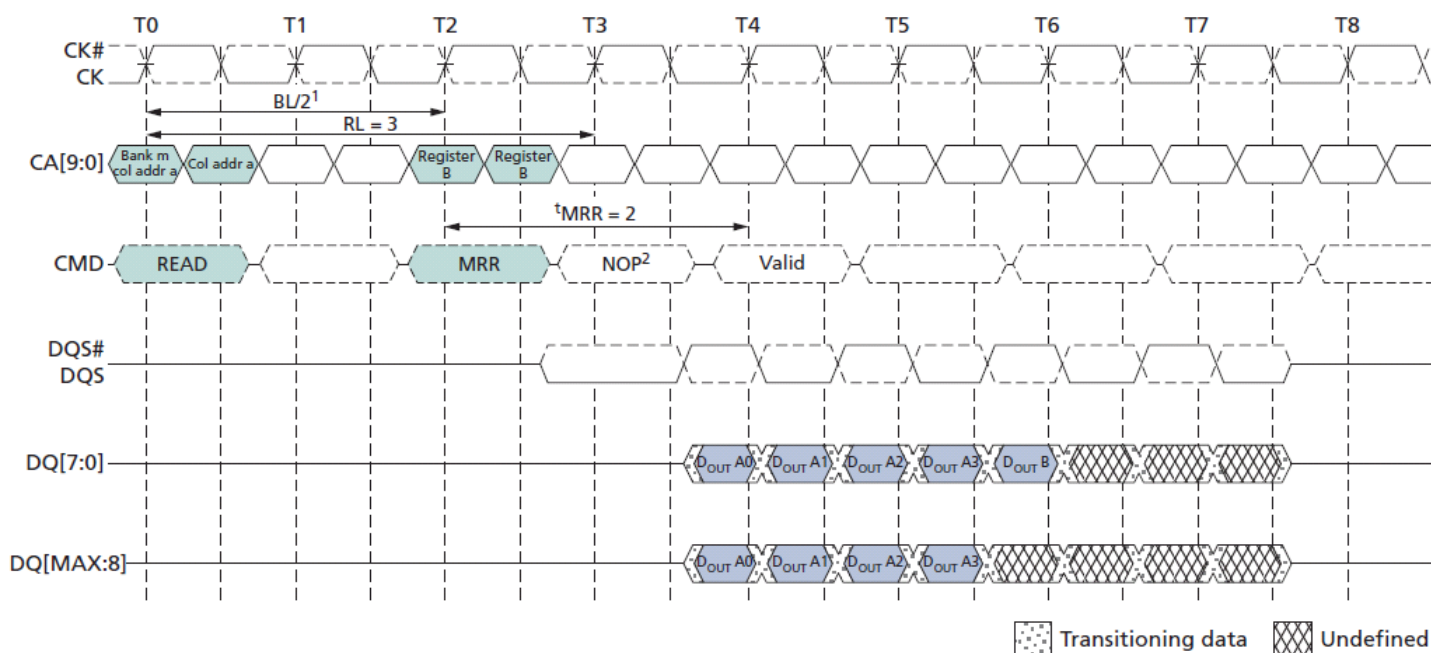 T0 T1 T2 T3 T4 T5 T6 T7 T8
CK#
CK
BL/2¹
RL = 3
CA[9:0] Bank m col addr a Col addr a Register B Register B
ᵗMRR = 2
CMD READ MRR NOP² Valid
DQS#
DQS
DQ[7:0] DOUT A0 DOUT A1 DOUT A2 DOUT A3 DOUT B
DQ[MAX:8] DOUT A0 DOUT A1 DOUT A2 DOUT A3
Transitioning data Undefined